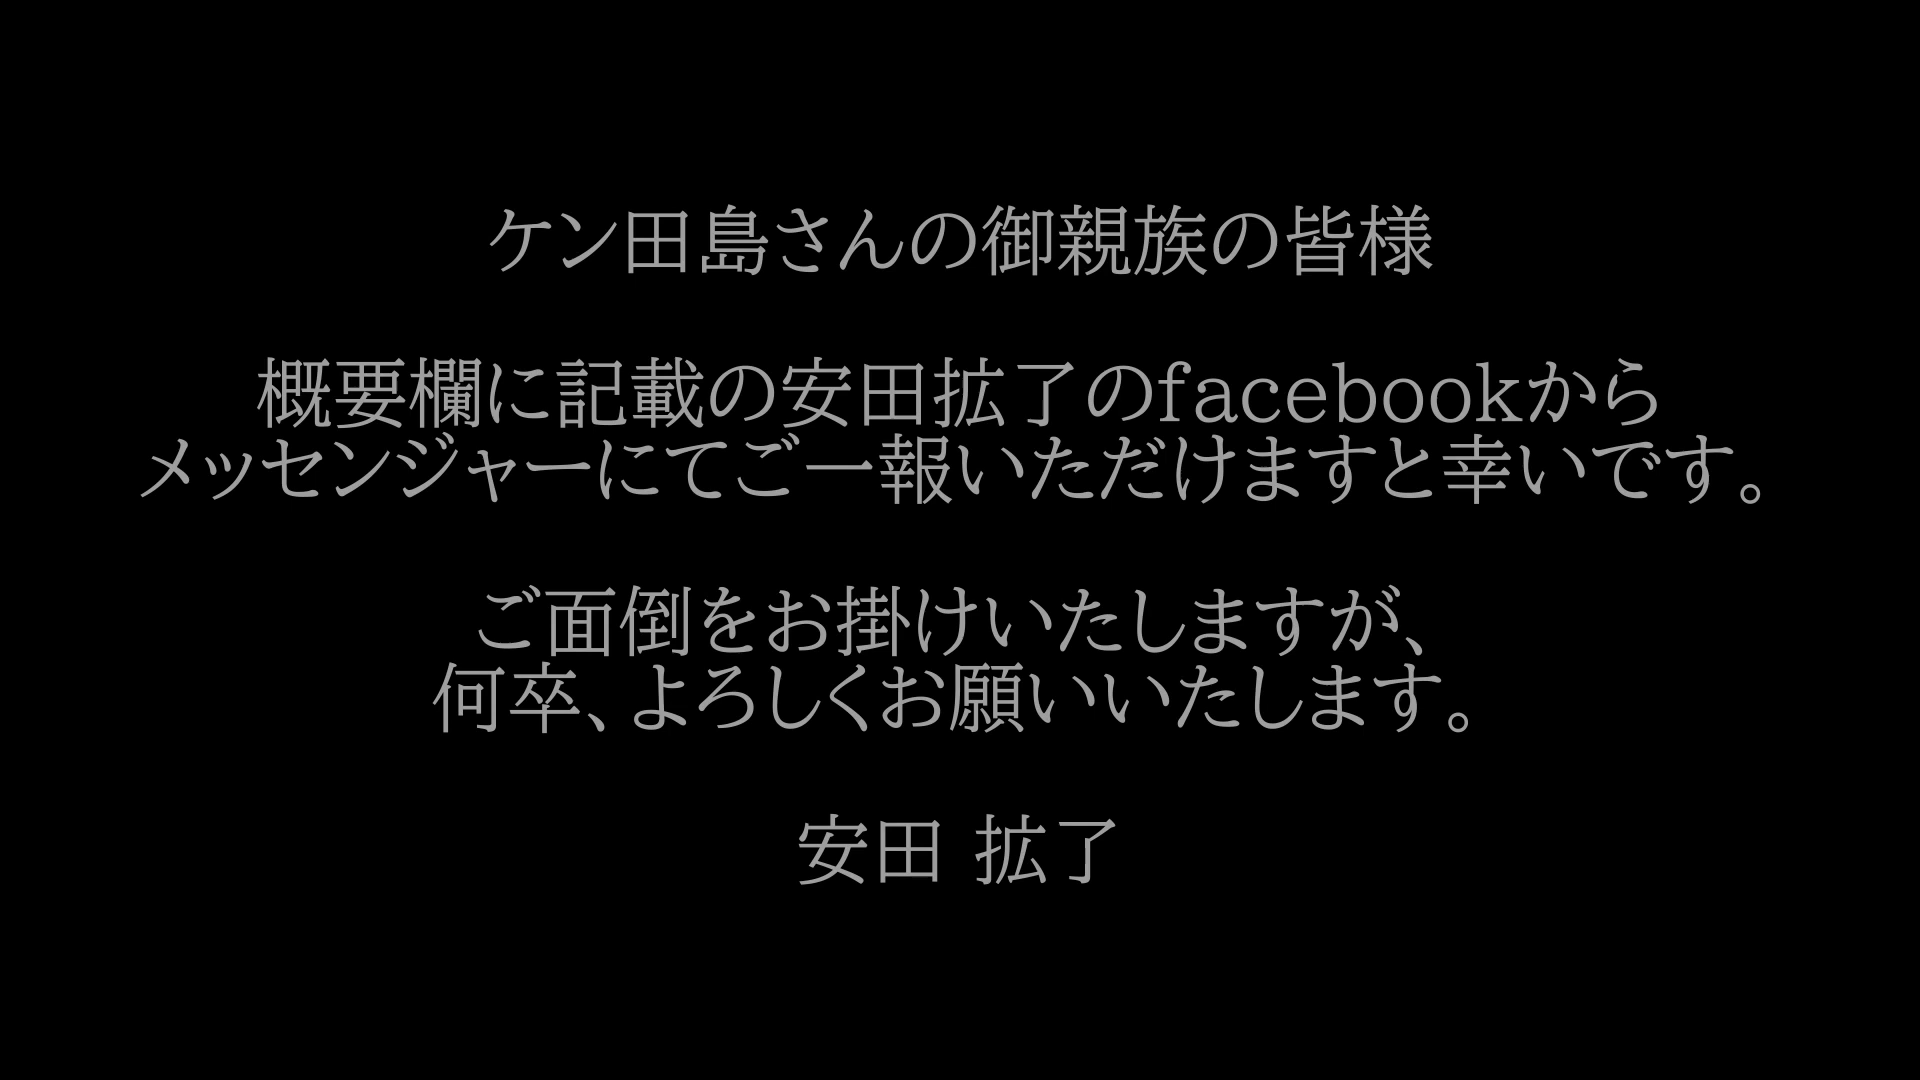 ケン田島さんの御親族の皆様
概要欄に記載の安田拡了のfacebookから
メッセンジャーにてご一報いただけますと幸いです。
ご面倒をお掛けいたしますが、
何卒、よろしくお願いいたします。
安田 拡了